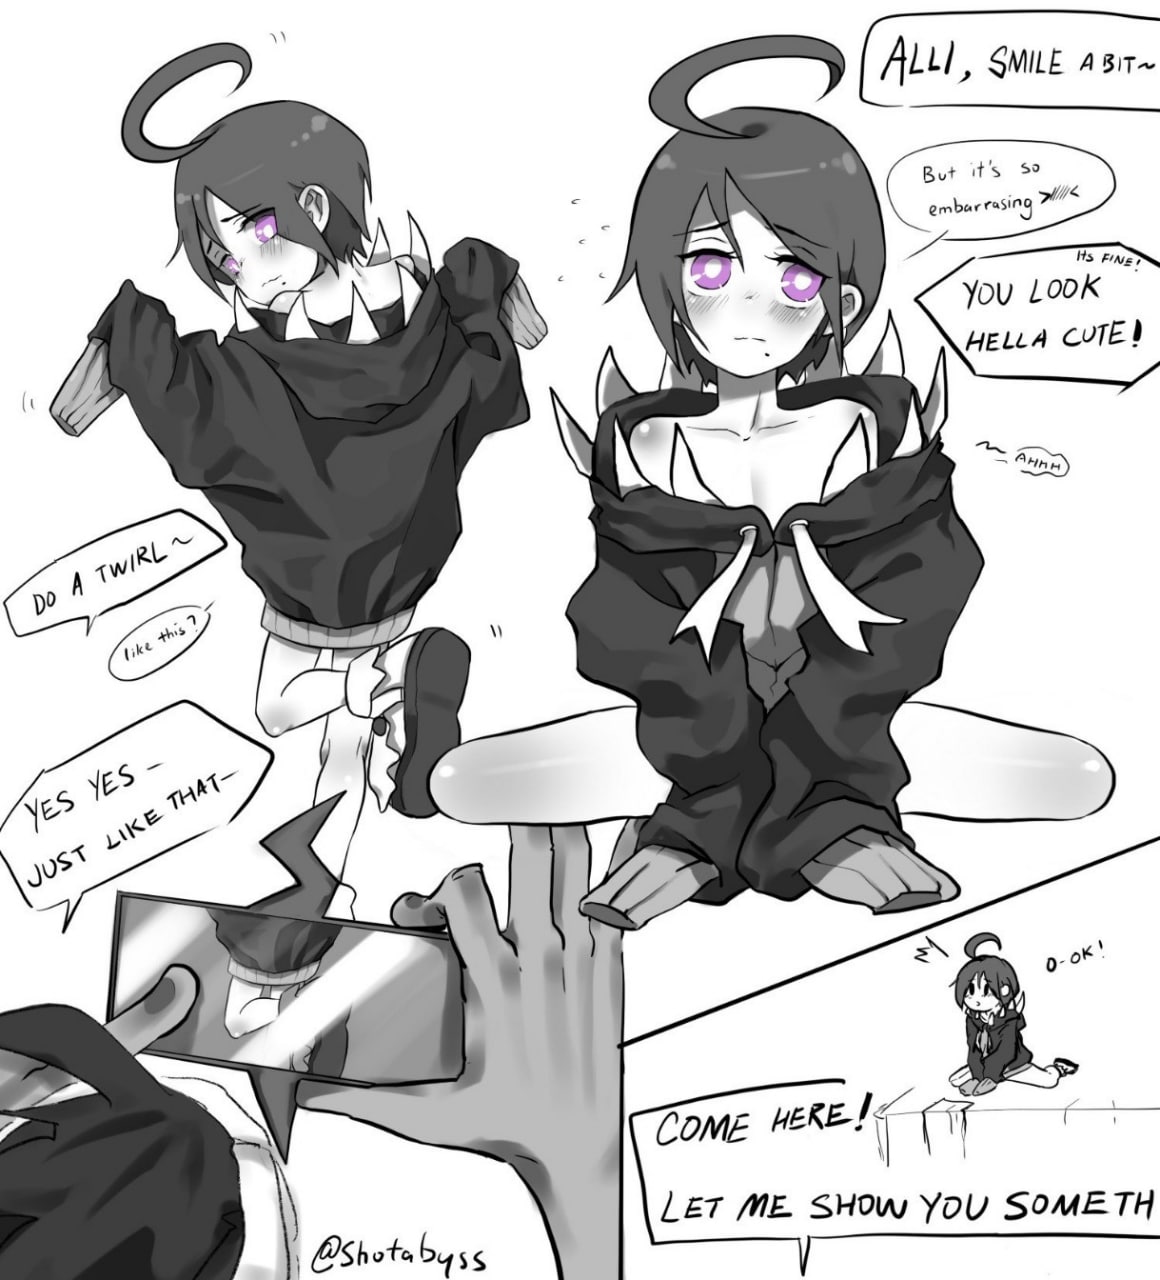 ALLI, SMILE A BIT~
But it's so
embarrasing
ITS FINE!
YOU LOOK
HELLA CUTE!
AHHH
DO A TWIRL~
like this?
YES YES -
JUST LIKE THAT-
O-OK!
COME HERE!
LET ME SHOW YOU SOMETH
@Shotabyss